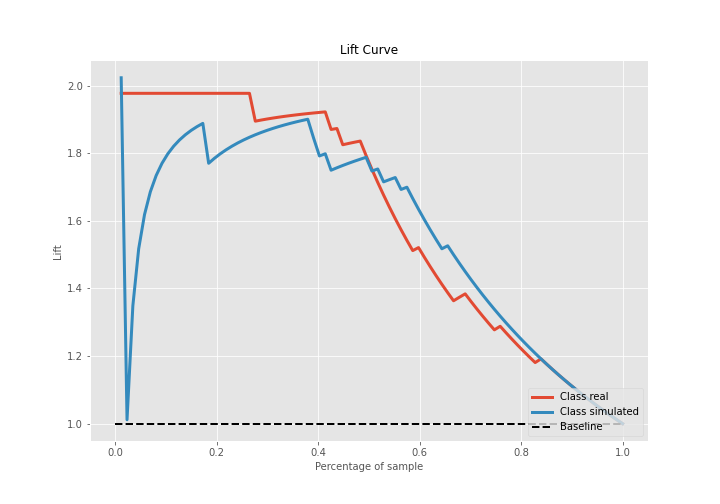 Lift Curve
2.0
1.8
1.6
1.4
1.2
1.0
Lift
0.0 0.2 0.4 0.6 0.8 1.0
Percentage of sample
Class real
Class simulated
Baseline